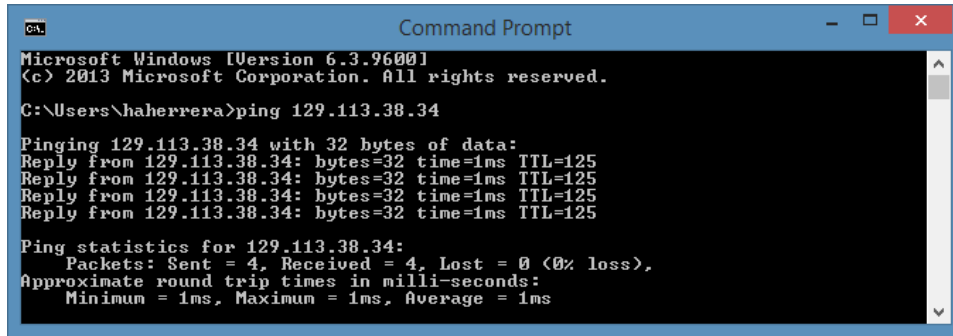 Command Prompt
Microsoft Windows [Version 6.3.9600]
(c) 2013 Microsoft Corporation. All rights reserved.
C:\Users\haherrera>ping 129.113.38.34
Pinging 129.113.38.34 with 32 bytes of data:
Reply from 129.113.38.34: bytes=32 time=1ms TTL=125
Reply from 129.113.38.34: bytes=32 time=1ms TTL=125
Reply from 129.113.38.34: bytes=32 time=1ms TTL=125
Reply from 129.113.38.34: bytes=32 time=1ms TTL=125
Ping statistics for 129.113.38.34:
    Packets: Sent = 4, Received = 4, Lost = 0 (0% loss),
Approximate round trip times in milli-seconds:
    Minimum = 1ms, Maximum = 1ms, Average = 1ms